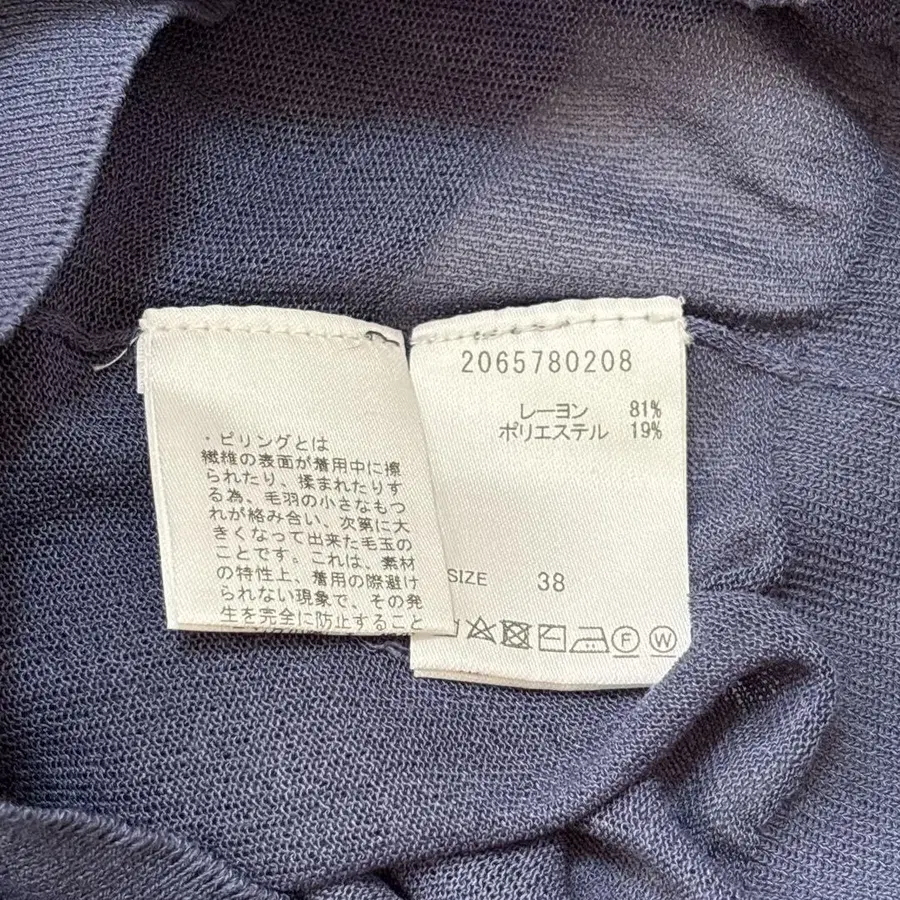 ・ピリングとは
繊維の表面が着用中に擦
られたり、揉まれたりす
る為、毛羽の小さなもつ
れが絡み合い、次第に大
きくなって出来た毛玉の
ことです。これは、素材
の特性上、着用の際避け
られない現象で、その発
生を完全に防止すること
2065780208
レーヨン 81%
ポリエステル 19%
SIZE 38
F W